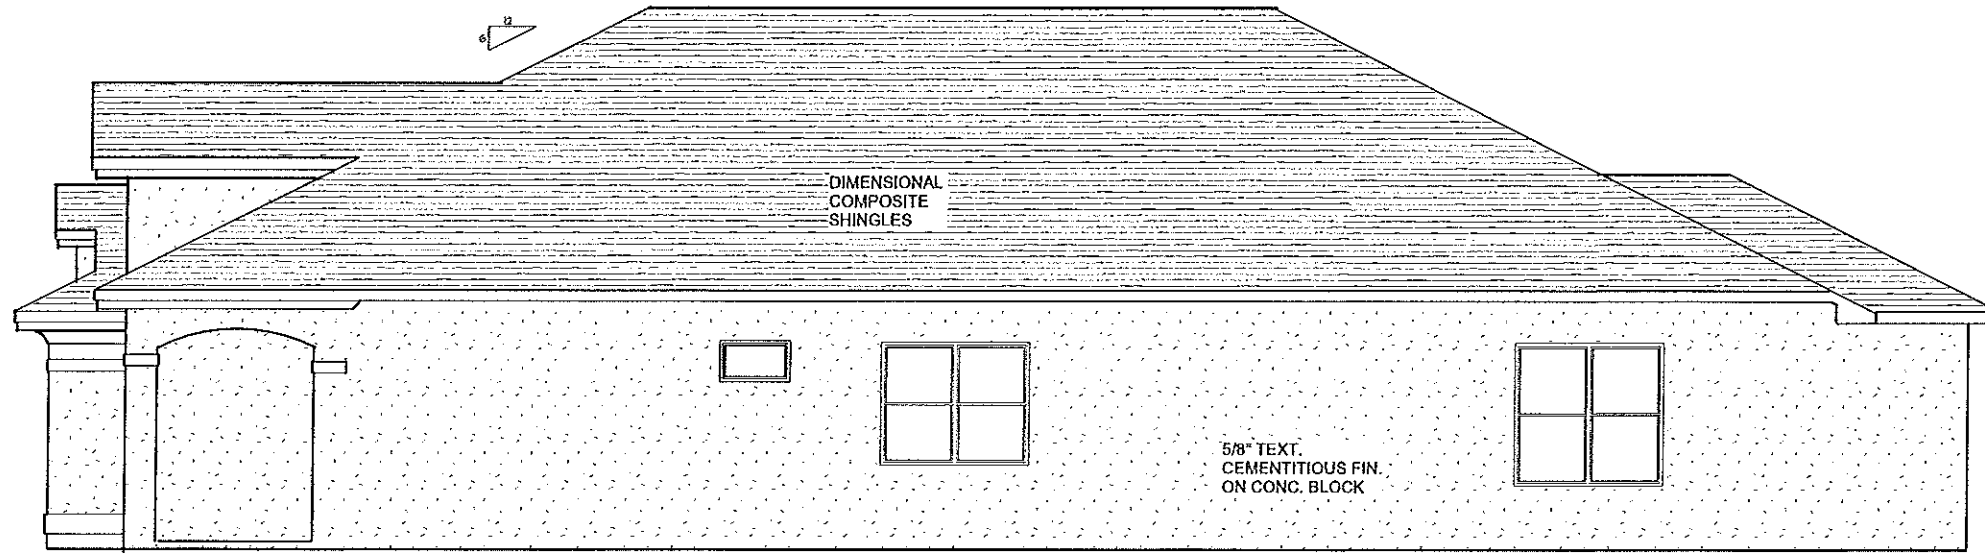 12
6
DIMENSIONAL
COMPOSITE
SHINGLES
5/8" TEXT.
CEMENTITIOUS FIN.
ON CONC. BLOCK